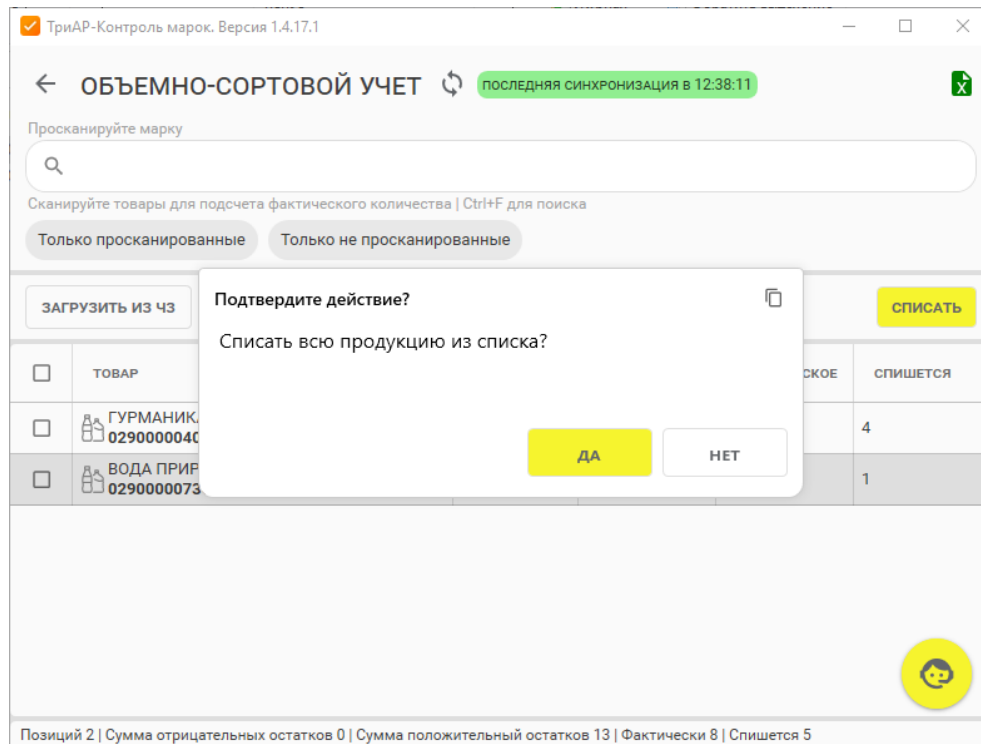 ТриАР-Контроль марок. Версия 1.4.17.1
ОБЪЕМНО-СОРТОВОЙ УЧЕТ
ПОСЛЕДНЯЯ СИНХРОНИЗАЦИЯ В 12:38:11
Просканируйте марку
Сканируйте товары для подсчета фактического количества | Ctrl+F для поиска
Только просканированные
Только не просканированные
ЗАГРУЗИТЬ ИЗ ЧЗ
СПИСАТЬ
Подтвердите действие?
Списать всю продукцию из списка?
ДА
НЕТ
ТОВАР
СКОЕ
СПИШЕТСЯ
ГУРМАНИК
0290000040
4
ВОДА ПРИР
0290000073
1
Позиций 2 | Сумма отрицательных остатков 0 | Сумма положительный остатков 13 | Фактически 8 | Спишется 5